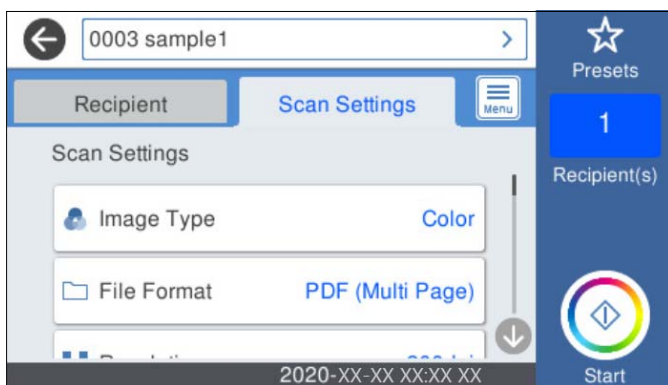 0003 sample1
Presets
Recipient
Scan Settings
Menu
1
Recipient(s)
Scan Settings
Image Type
Color
File Format
PDF (Multi Page)
2020-XX-XX XX:XX XX
Start